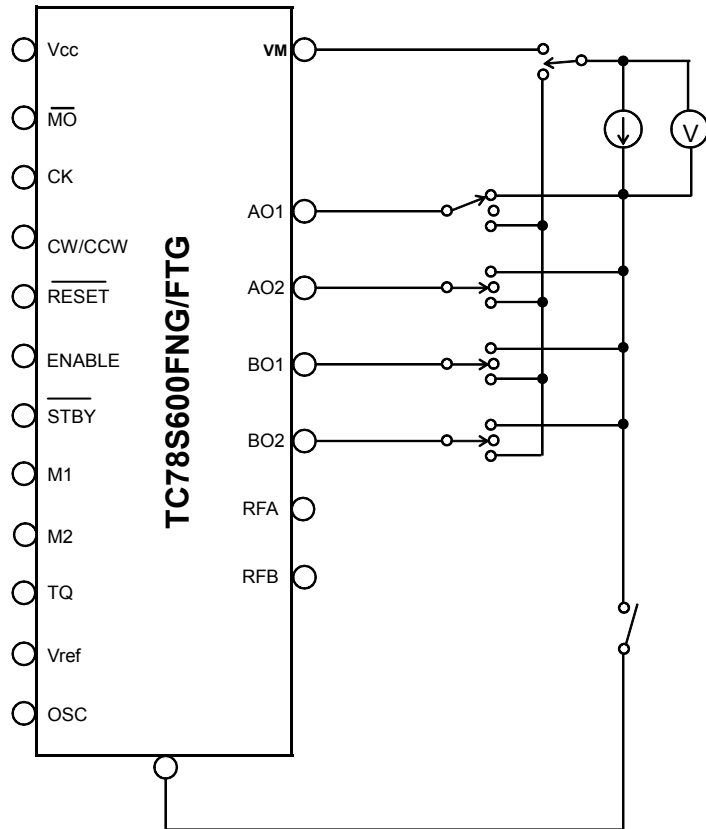 Vcc
MO
CK
CW/CCW
RESET
ENABLE
STBY
M1
M2
TQ
Vref
OSC
TC78S600FNG/FTG
VM
AO1
AO2
BO1
BO2
RFA
RFB
V